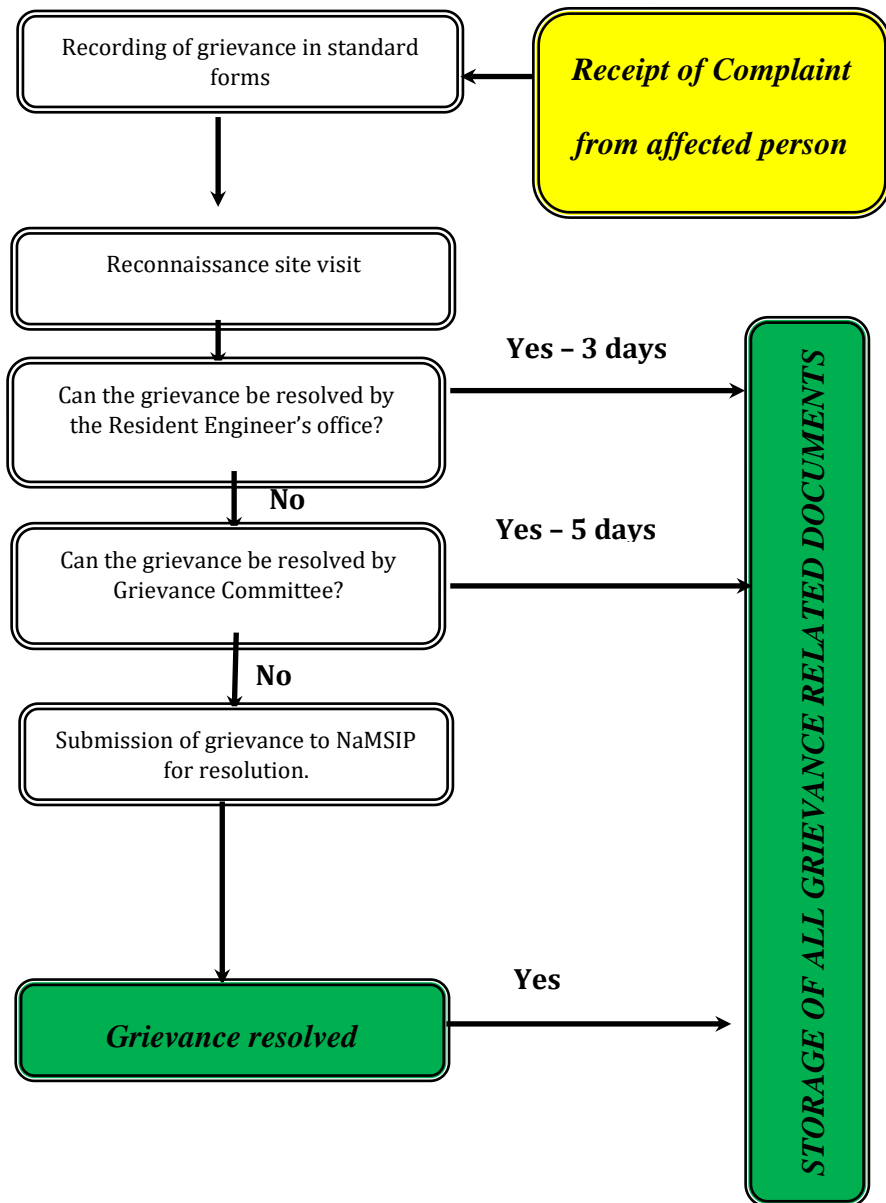 Recording of grievance in standard
forms
Receipt of Complaint
from affected person
Reconnaissance site visit
Yes – 3 days
Can the grievance be resolved by
the Resident Engineer’s office?
No
Yes – 5 days
Can the grievance be resolved by
Grievance Committee?
No
Submission of grievance to NaMSIP
for resolution.
Yes
Grievance resolved
STORAGE OF ALL GRIEVANCE RELATED DOCUMENTS